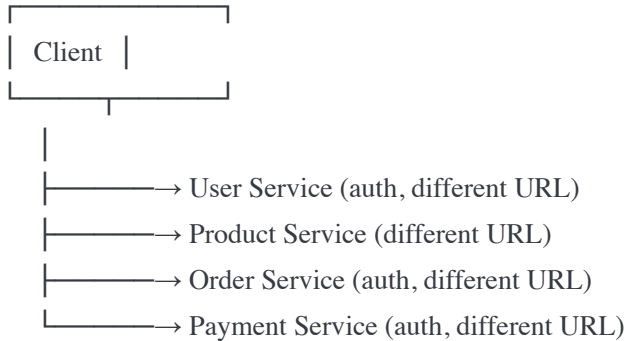 Client
→ User Service (auth, different URL)
→ Product Service (different URL)
→ Order Service (auth, different URL)
→ Payment Service (auth, different URL)